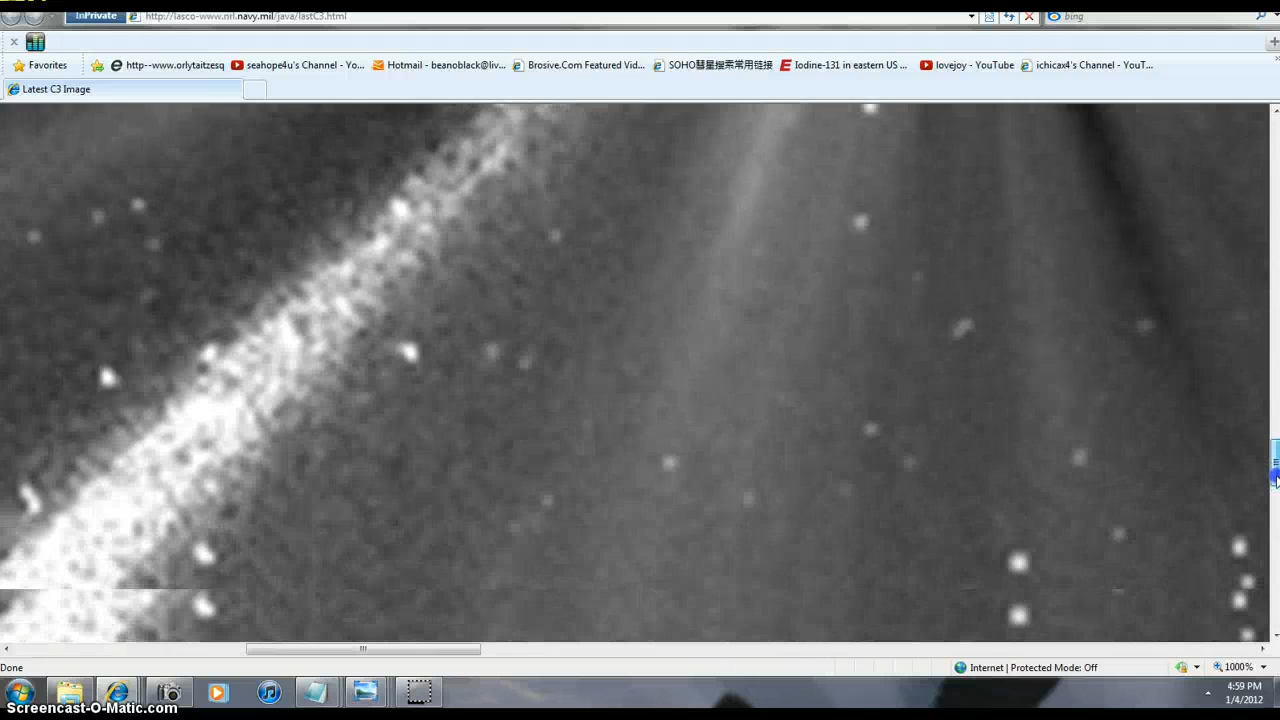 InPrivate http://lasco-www.nrl.navy.mil/java/lastC3.html bing
Favorites http--www.orlytaitzesq seahope4u's Channel - Yo... Hotmail - beanoblack@liv... Brosive.Com Featured Vid... SOHO彗星搜索常用链接 Iodine-131 in eastern US ... lovejoy - YouTube ichicax4's Channel - YouT...
Latest C3 Image
Done Internet | Protected Mode: Off 1000%
4:59 PM
1/4/2012
Screencast-O-Matic.com